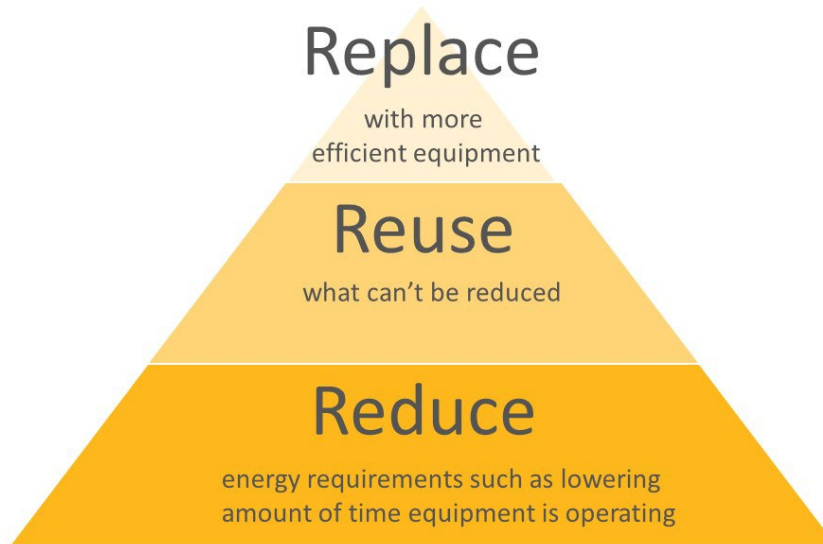 Replace
with more
efficient equipment
Reuse
what can’t be reduced
Reduce
energy requirements such as lowering
amount of time equipment is operating